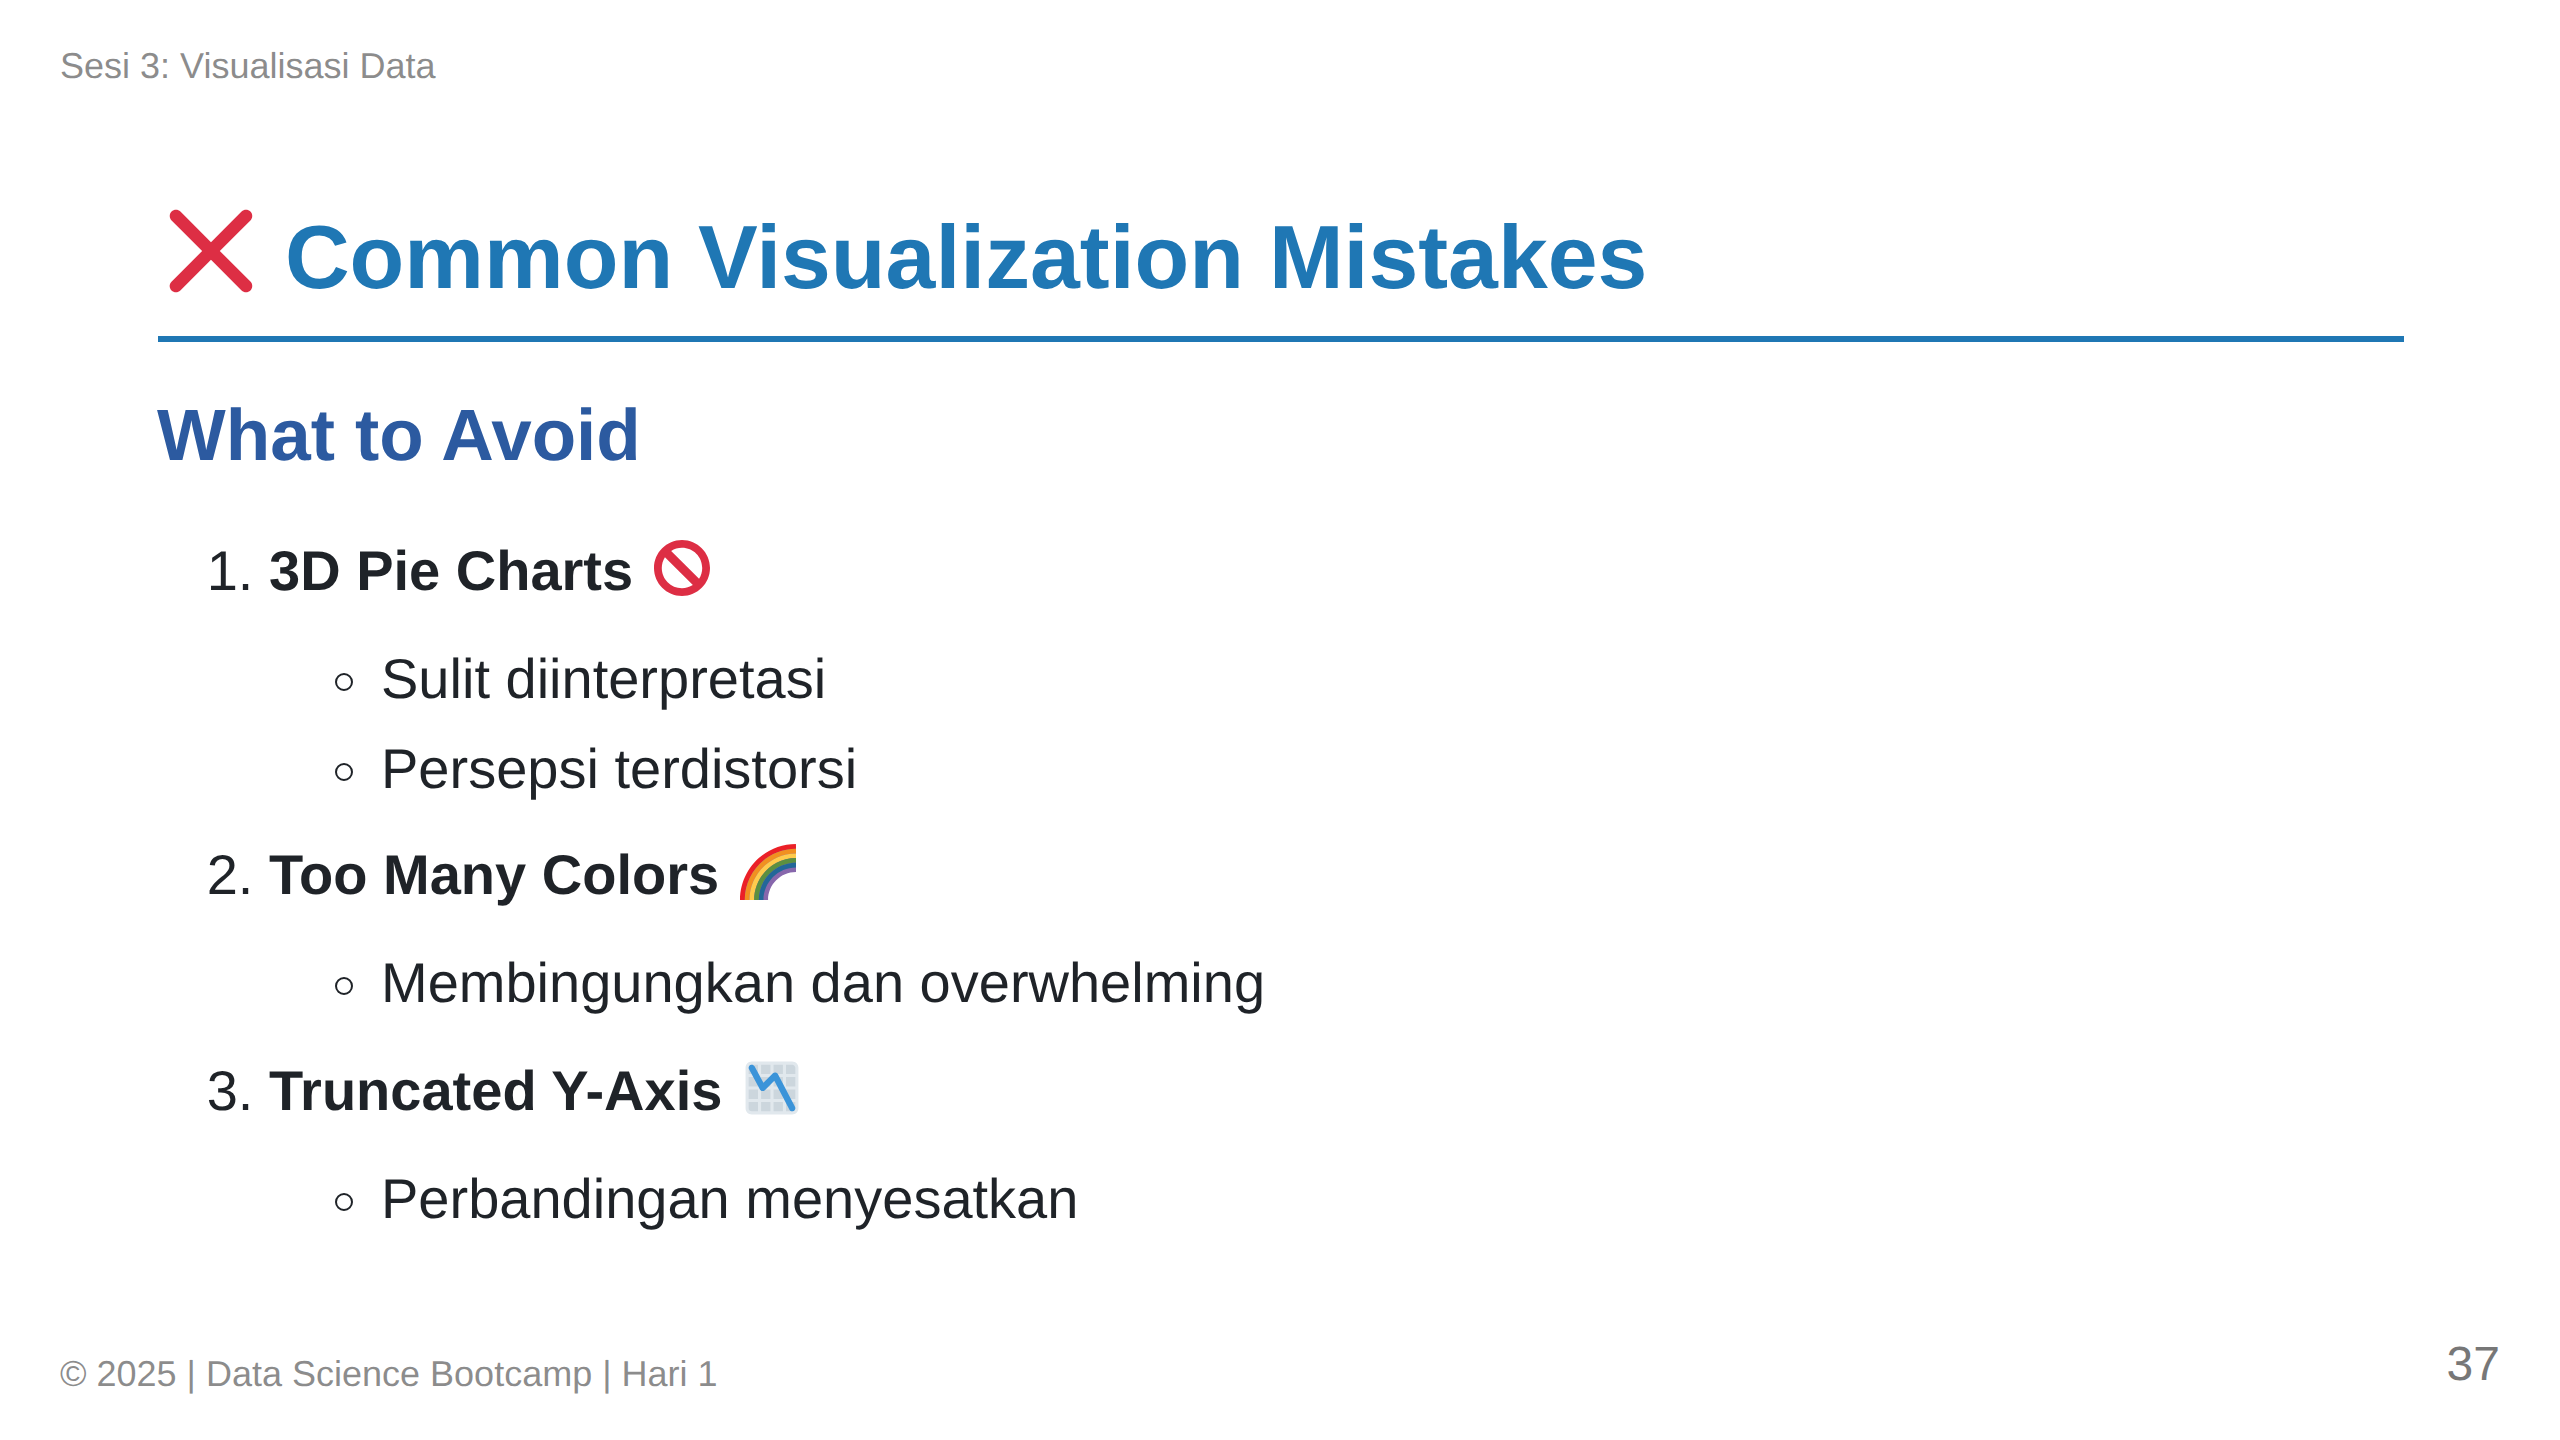 Sesi 3: Visualisasi Data
❌ Common Visualization Mistakes
What to Avoid
1. 3D Pie Charts 🚫
○ Sulit diinterpretasi
○ Persepsi terdistorsi
2. Too Many Colors 🌈
○ Membingungkan dan overwhelming
3. Truncated Y-Axis 📉
○ Perbandingan menyesatkan
© 2025 | Data Science Bootcamp | Hari 1
37